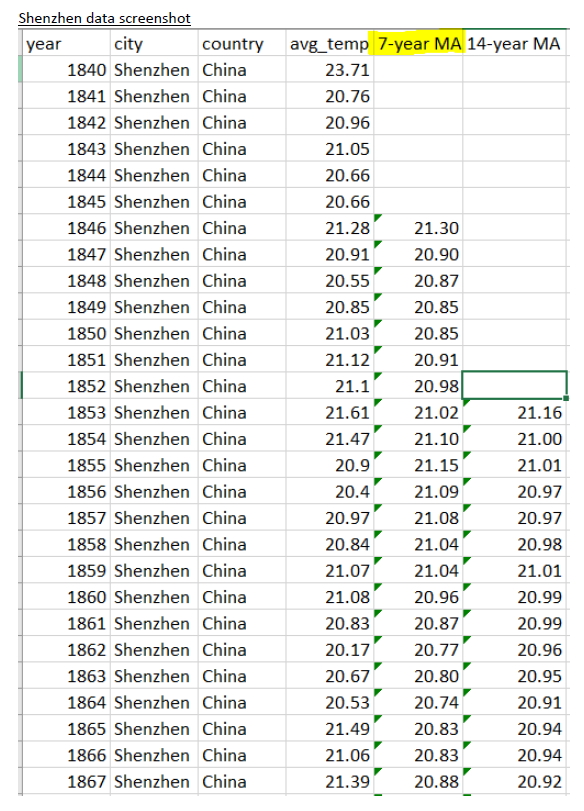 Shenzhen data screenshot
year city country avg_temp 7-year MA 14-year MA
1840 Shenzhen China 23.71
1841 Shenzhen China 20.76
1842 Shenzhen China 20.96
1843 Shenzhen China 21.05
1844 Shenzhen China 20.66
1845 Shenzhen China 20.66
1846 Shenzhen China 21.28 21.30
1847 Shenzhen China 20.91 20.90
1848 Shenzhen China 20.55 20.87
1849 Shenzhen China 20.85 20.85
1850 Shenzhen China 21.03 20.85
1851 Shenzhen China 21.12 20.91
1852 Shenzhen China 21.1 20.98
1853 Shenzhen China 21.61 21.02 21.16
1854 Shenzhen China 21.47 21.10 21.00
1855 Shenzhen China 20.9 21.15 21.01
1856 Shenzhen China 20.4 21.09 20.97
1857 Shenzhen China 20.97 21.08 20.97
1858 Shenzhen China 20.84 21.04 20.98
1859 Shenzhen China 21.07 21.04 21.01
1860 Shenzhen China 21.08 20.96 20.99
1861 Shenzhen China 20.83 20.87 20.99
1862 Shenzhen China 20.17 20.77 20.96
1863 Shenzhen China 20.67 20.80 20.95
1864 Shenzhen China 20.53 20.74 20.91
1865 Shenzhen China 21.49 20.83 20.94
1866 Shenzhen China 21.06 20.83 20.94
1867 Shenzhen China 21.39 20.88 20.92